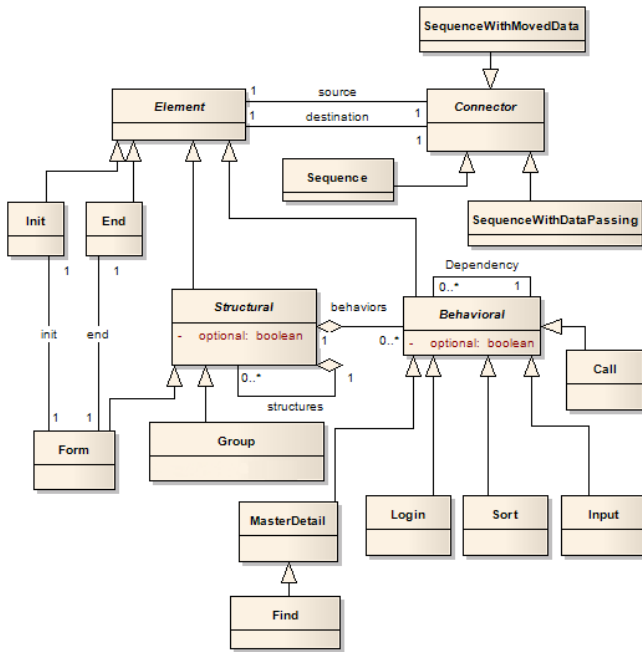 SequenceWithMovedData
Element
1
source
Connector
1
destination
1
1
Sequence
SequenceWithDataPassing
Init
End
1
1
Dependency
0..*
1
Structural
- optional: boolean
behaviors
1
0..*
Behavioral
- optional: boolean
init
end
Call
0..*
1
structures
1
1
Form
Group
MasterDetail
Login
Sort
Input
Find